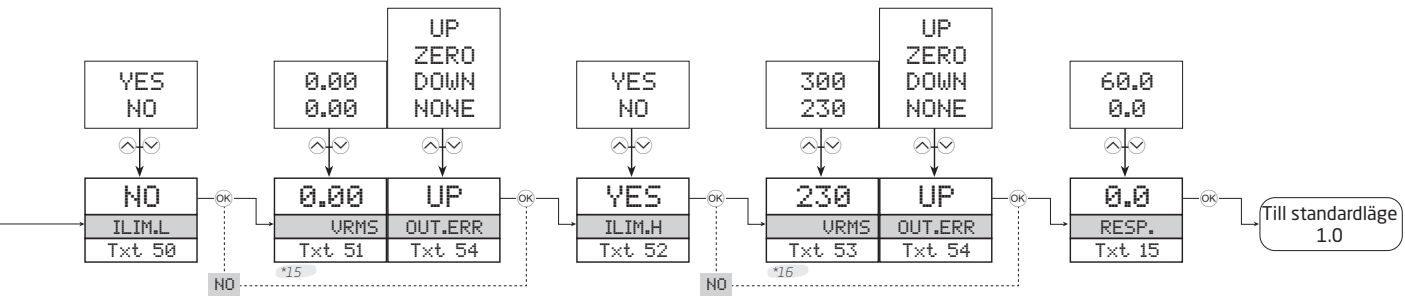 UP
ZERO
DOWN
NONE
UP
ZERO
DOWN
NONE
YES
NO
0.00
0.00
YES
NO
300
230
60.0
0.0
NO
OK
0.00
UP
OK
YES
OK
230
UP
OK
0.0
OK
Till standardläge
1.0
ILIM.L
VRMS
OUT.ERR
ILIM.H
VRMS
OUT.ERR
RESP.
Txt 50
Txt 51
Txt 54
Txt 52
Txt 53
Txt 54
Txt 15
*15
*16
NO
NO